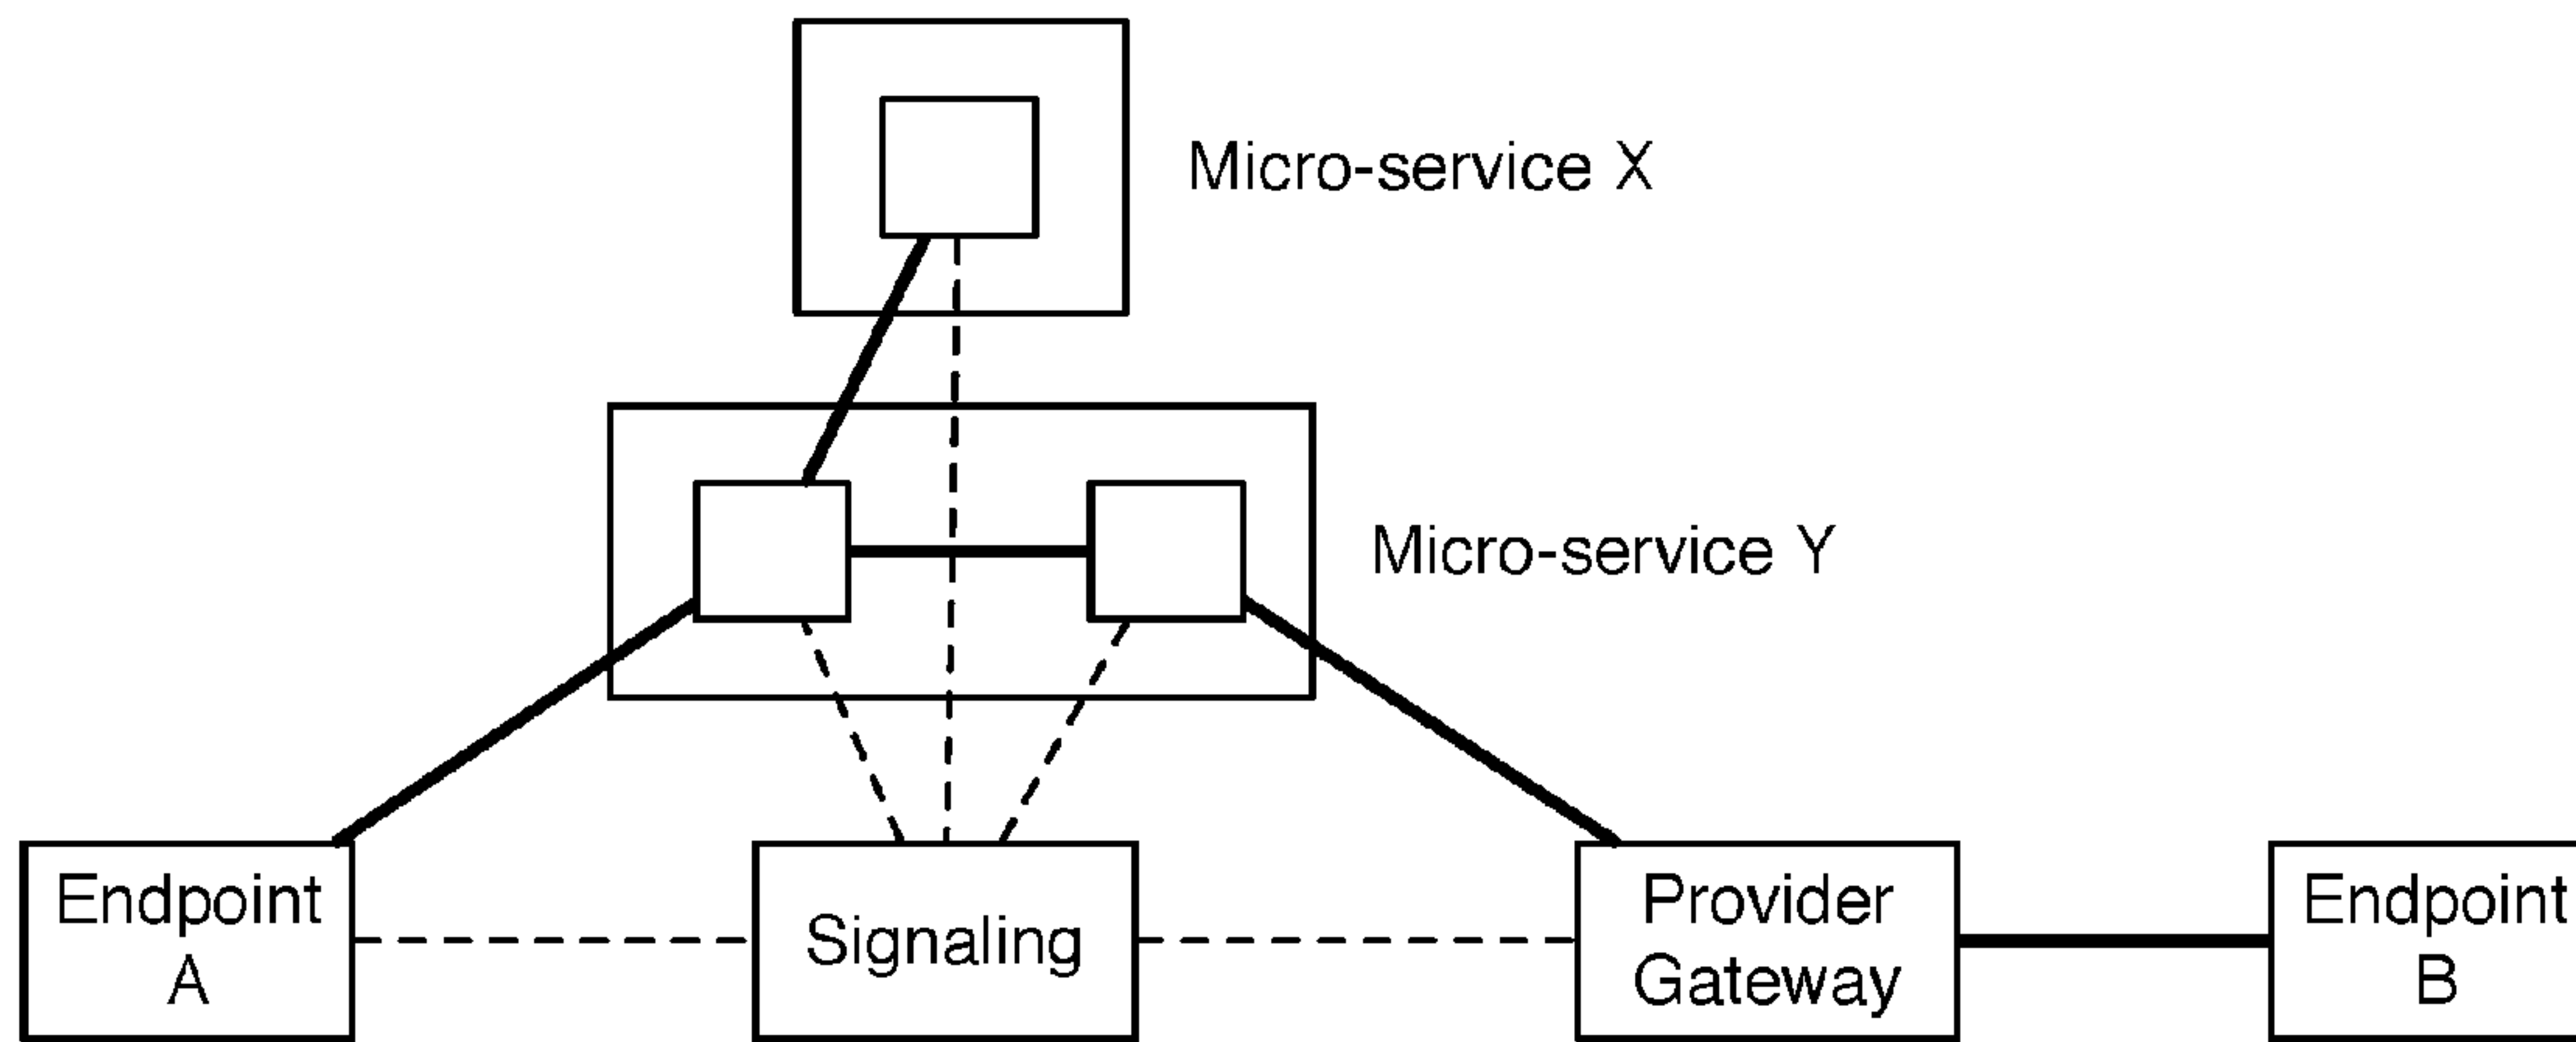 Micro-service X
Micro-service Y
Endpoint
A
Signaling
Provider
Gateway
Endpoint
B